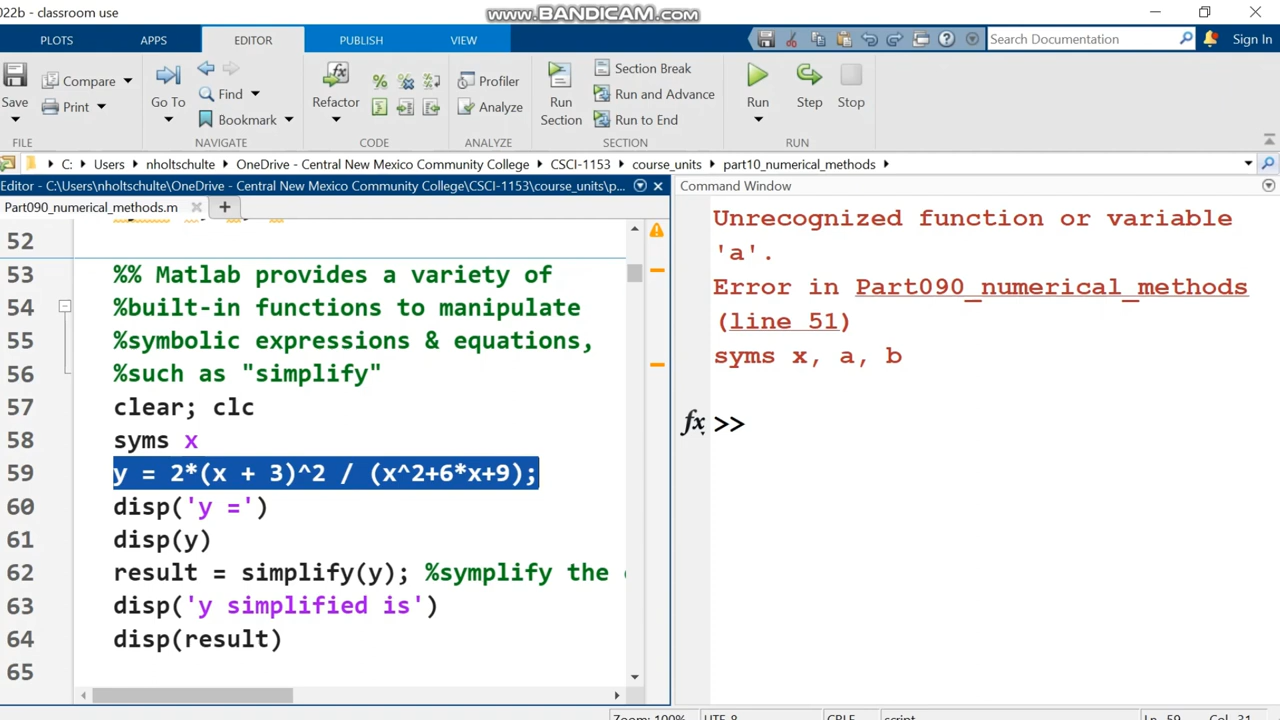 022b - classroom use
www.BANDICAM.com
PLOTS APPS EDITOR PUBLISH VIEW
Search Documentation Sign In
Save Compare Print
Go To Find Bookmark
Refactor
Profiler Analyze
Run Section Section Break Run and Advance Run to End
Run Step Stop
FILE NAVIGATE CODE ANALYZE SECTION RUN
C: Users nholtschulte OneDrive - Central New Mexico Community College CSCI-1153 course_units part10_numerical_methods
Editor - C:\Users\nholtschulte\OneDrive - Central New Mexico Community College\CSCI-1153\course_units\p...
Part090_numerical_methods.m
52
53 %% Matlab provides a variety of
54 %built-in functions to manipulate
55 %symbolic expressions & equations,
56 %such as "simplify"
57 clear; clc
58 syms x
59 y = 2*(x + 3)^2 / (x^2+6*x+9);
60 disp('y =')
61 disp(y)
62 result = simplify(y); %symplify the
63 disp('y simplified is')
64 disp(result)
65
Command Window
Unrecognized function or variable
'a'.
Error in Part090_numerical_methods
(line 51)
syms x, a, b
fx >>
Zoom: 100% UTF-8 CRLF script Ln 59 Col 31